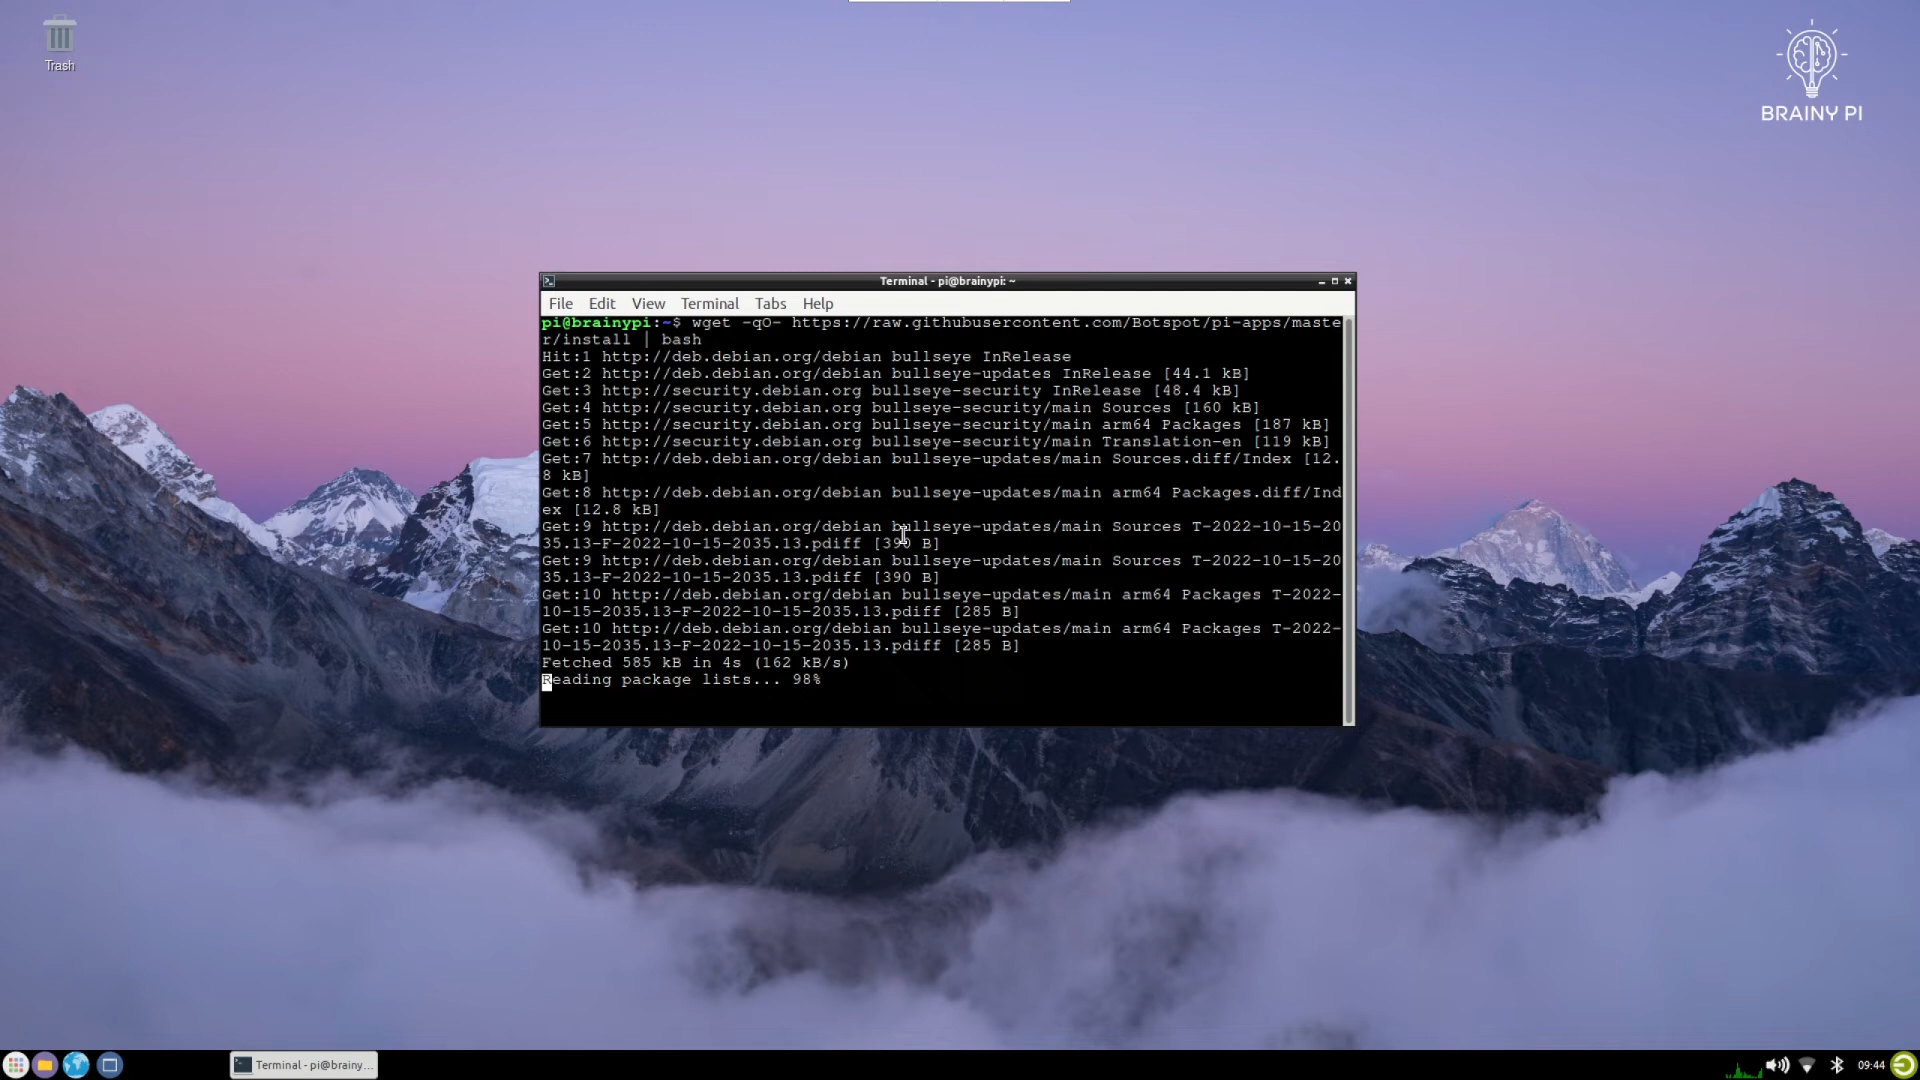 Trash
BRAINY PI
Terminal - pi@brainypi: ~
File Edit View Terminal Tabs Help
pi@brainypi:~$ wget -qO- https://raw.githubusercontent.com/Botspot/pi-apps/maste
r/install | bash
Hit:1 http://deb.debian.org/debian bullseye InRelease
Get:2 http://deb.debian.org/debian bullseye-updates InRelease [44.1 kB]
Get:3 http://security.debian.org bullseye-security InRelease [48.4 kB]
Get:4 http://security.debian.org bullseye-security/main Sources [160 kB]
Get:5 http://security.debian.org bullseye-security/main arm64 Packages [187 kB]
Get:6 http://security.debian.org bullseye-security/main Translation-en [119 kB]
Get:7 http://deb.debian.org/debian bullseye-updates/main Sources.diff/Index [12.
8 kB]
Get:8 http://deb.debian.org/debian bullseye-updates/main arm64 Packages.diff/Ind
ex [12.8 kB]
Get:9 http://deb.debian.org/debian bullseye-updates/main Sources T-2022-10-15-20
35.13-F-2022-10-15-2035.13.pdiff [390 B]
Get:9 http://deb.debian.org/debian bullseye-updates/main Sources T-2022-10-15-20
35.13-F-2022-10-15-2035.13.pdiff [390 B]
Get:10 http://deb.debian.org/debian bullseye-updates/main arm64 Packages T-2022-
10-15-2035.13-F-2022-10-15-2035.13.pdiff [285 B]
Get:10 http://deb.debian.org/debian bullseye-updates/main arm64 Packages T-2022-
10-15-2035.13-F-2022-10-15-2035.13.pdiff [285 B]
Fetched 585 kB in 4s (162 kB/s)
Reading package lists... 98%
Terminal - pi@brainy...
09:44